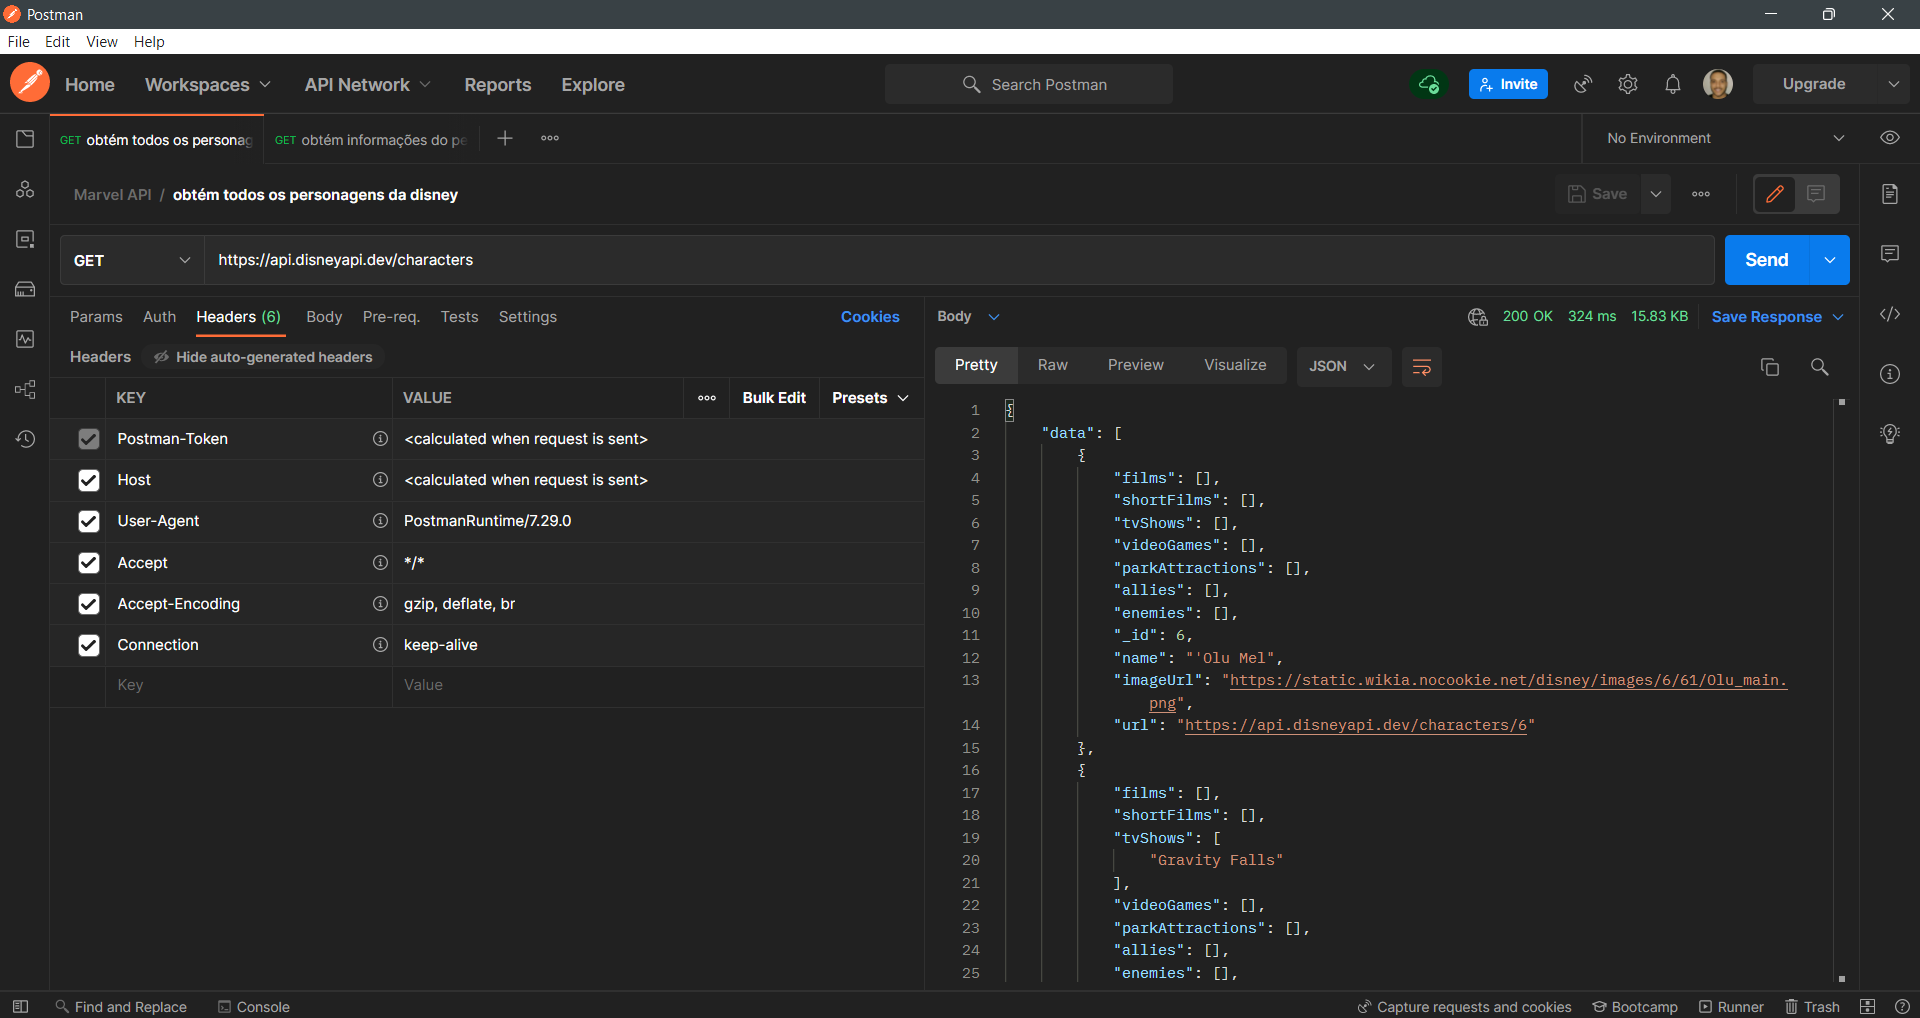 Postman
File Edit View Help
Home Workspaces API Network Reports Explore Search Postman Invite Upgrade
GET obtém todos os personag GET obtém informações do pe No Environment
Marvel API / obtém todos os personagens da disney Save
GET https://api.disneyapi.dev/characters Send
Params Auth Headers (6) Body Pre-req. Tests Settings Cookies
Headers Hide auto-generated headers
KEY VALUE Bulk Edit Presets
Postman-Token <calculated when request is sent>
Host <calculated when request is sent>
User-Agent PostmanRuntime/7.29.0
Accept */*
Accept-Encoding gzip, deflate, br
Connection keep-alive
Key Value
Body 200 OK 324 ms 15.83 KB Save Response
Pretty Raw Preview Visualize JSON
1 {
2 "data": [
3 {
4 "films": [],
5 "shortFilms": [],
6 "tvShows": [],
7 "videoGames": [],
8 "parkAttractions": [],
9 "allies": [],
10 "enemies": [],
11 "_id": 6,
12 "name": "'Olu Mel",
13 "imageUrl": "https://static.wikia.nocookie.net/disney/images/6/61/Olu_main.
png",
14 "url": "https://api.disneyapi.dev/characters/6"
15 },
16 {
17 "films": [],
18 "shortFilms": [],
19 "tvShows": [
20 "Gravity Falls"
21 ],
22 "videoGames": [],
23 "parkAttractions": [],
24 "allies": [],
25 "enemies": [],
Find and Replace Console Capture requests and cookies Bootcamp Runner Trash